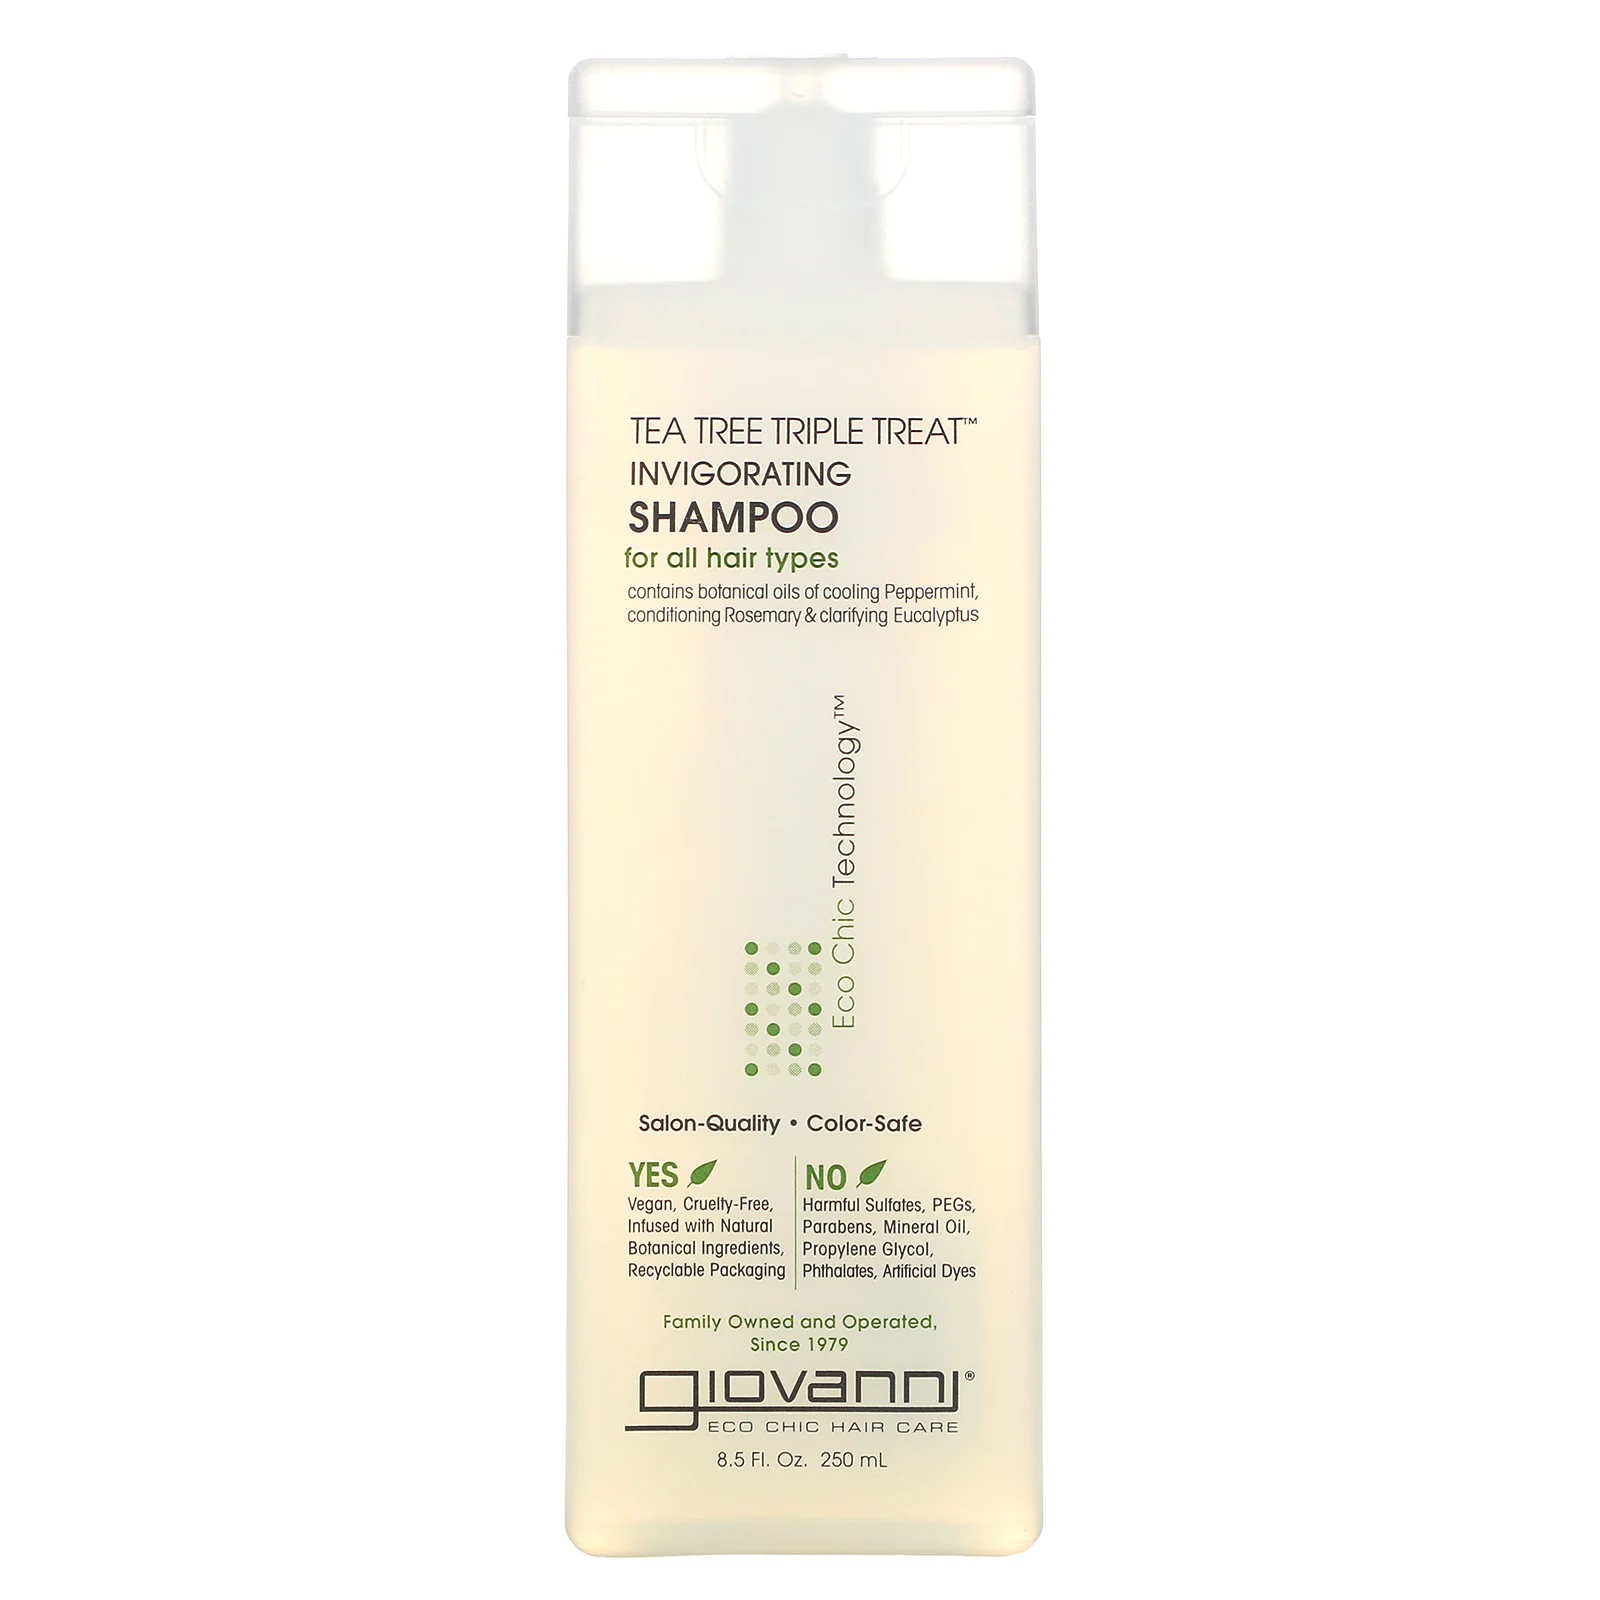 TEA TREE TRIPLE TREAT™
INVIGORATING
SHAMPOO
for all hair types
contains botanical oils of cooling Peppermint,
conditioning Rosemary & clarifying Eucalyptus
Eco Chic Technology™
Salon-Quality • Color-Safe
YES
Vegan, Cruelty-Free,
Infused with Natural
Botanical Ingredients,
Recyclable Packaging
NO
Harmful Sulfates, PEGs,
Parabens, Mineral Oil,
Propylene Glycol,
Phthalates, Artificial Dyes
Family Owned and Operated,
Since 1979
giovanni®
ECO CHIC HAIR CARE
8.5 Fl. Oz. 250 mL